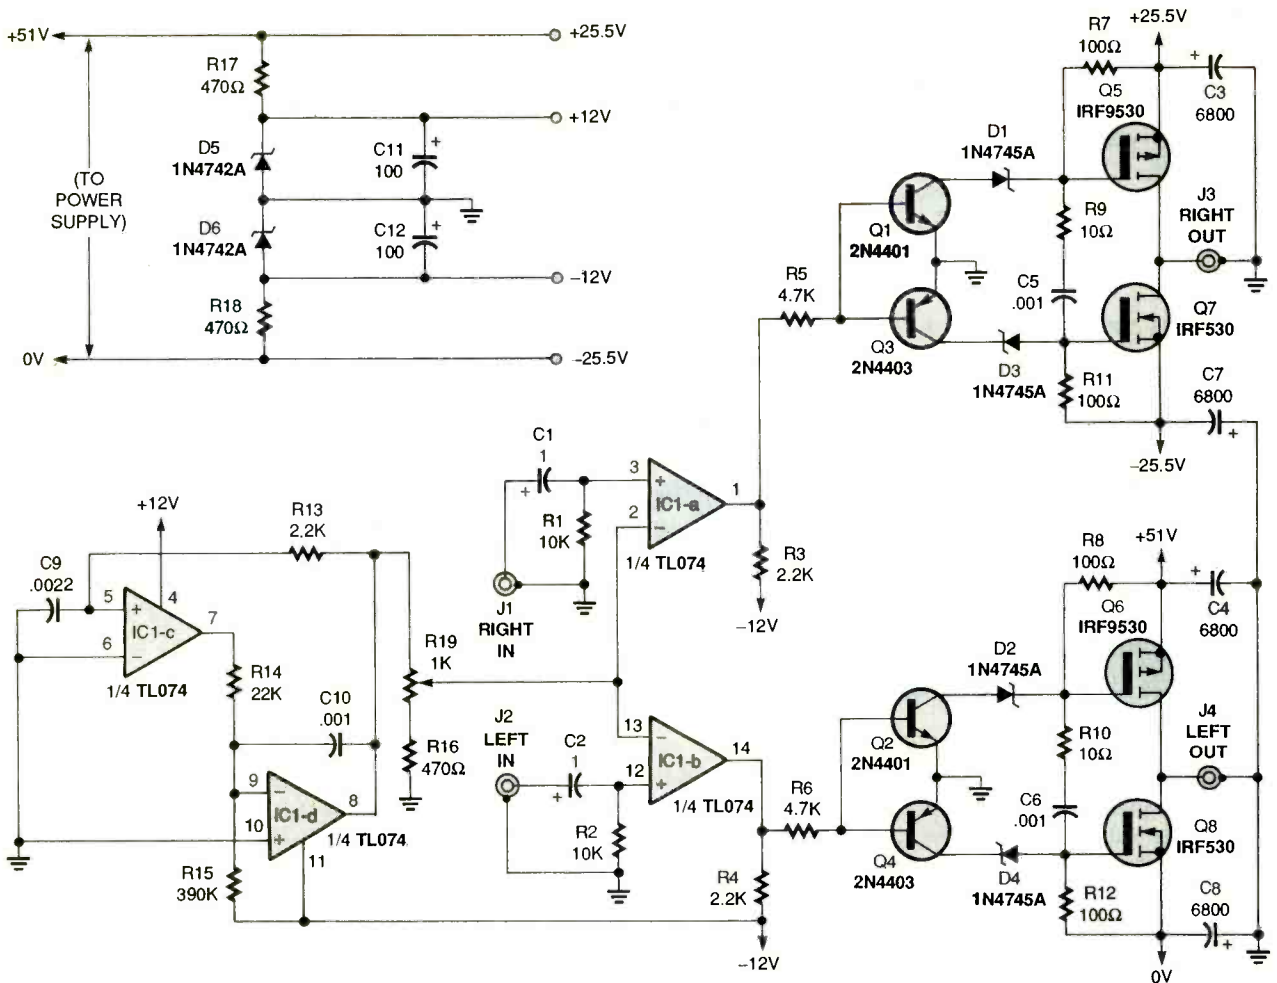 +51V
+25.5V
R17
470Ω
+12V
D5
1N4742A
C11
100
+
(TO
POWER
SUPPLY)
D6
1N4742A
C12
100
+
−12V
R18
470Ω
0V
−25.5V
+25.5V
R7
100Ω
+
C3
6800
Q5
IRF9530
D1
1N4745A
J3
RIGHT
OUT
R9
10Ω
Q1
2N4401
R5
4.7K
C5
.001
Q7
IRF530
Q3
2N4403
D3
1N4745A
R11
100Ω
C7
6800
+
−25.5V
C1
1
+
3
+
IC1-a
1
2
−
R1
10K
1/4 TL074
R3
2.2K
J1
RIGHT
IN
−12V
+12V
R13
2.2K
C9
.0022
5
+
4
IC1-c
7
6
−
1/4 TL074
R14
22K
R19
1K
C10
.001
R16
470Ω
9
−
8
IC1-d
10
+
1/4 TL074
11
R15
390K
J2
LEFT
IN
C2
1
+
13
−
14
IC1-b
12
+
1/4 TL074
R2
10K
R4
2.2K
−12V
R6
4.7K
+51V
R8
100Ω
+
C4
6800
Q6
IRF9530
D2
1N4745A
J4
LEFT
OUT
R10
10Ω
Q2
2N4401
C6
.001
Q8
IRF530
Q4
2N4403
D4
1N4745A
R12
100Ω
C8
6800
+
0V